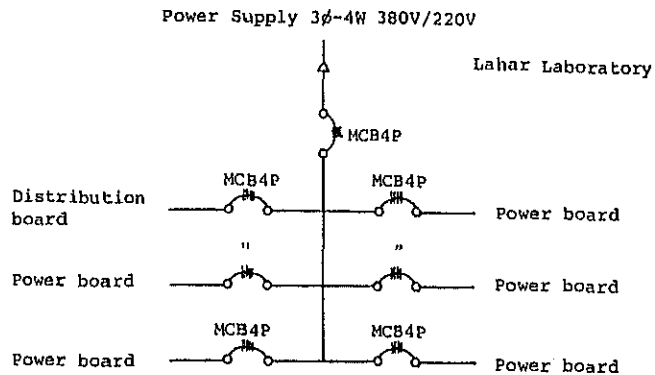 Power Supply 3ø-4W 380V/220V
Lahar Laboratory
MCB4P
MCB4P
MCB4P
Distribution
board
Power board
"
"
Power board
Power board
MCB4P
MCB4P
Power board
Power board